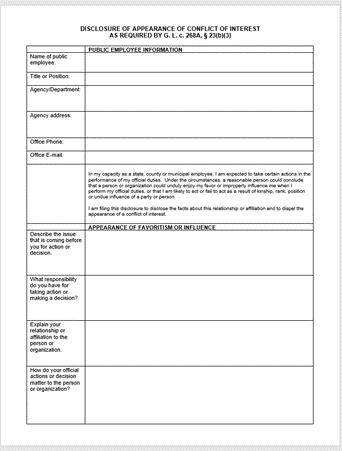 DISCLOSURE OF APPEARANCE OF CONFLICT OF INTEREST
AS REQUIRED BY G. L. c. 268A, § 23(b)(3)
PUBLIC EMPLOYEE INFORMATION
Name of public
employee:
Title or Position:
Agency/Department:
Agency address:
Office Phone:
Office E-mail:
In my capacity as a state, county or municipal employee, I am expected to take certain actions in the
performance of my official duties. Under the circumstances, a reasonable person could conclude
that a person or organization could unduly enjoy my favor or improperly influence me when I
perform my official duties, or that I am likely to act or fail to act as a result of kinship, rank, position
or undue influence of a party or person.
I am filing this disclosure to disclose the facts about this relationship or affiliation and to dispel the
appearance of a conflict of interest.
APPEARANCE OF FAVORITISM OR INFLUENCE
Describe the issue
that is coming before
you for action or
decision.
What responsibility
do you have for
taking action or
making a decision?
Explain your
relationship or
affiliation to the
person or
organization.
How do your official
actions or decision
matter to the person
or organization?